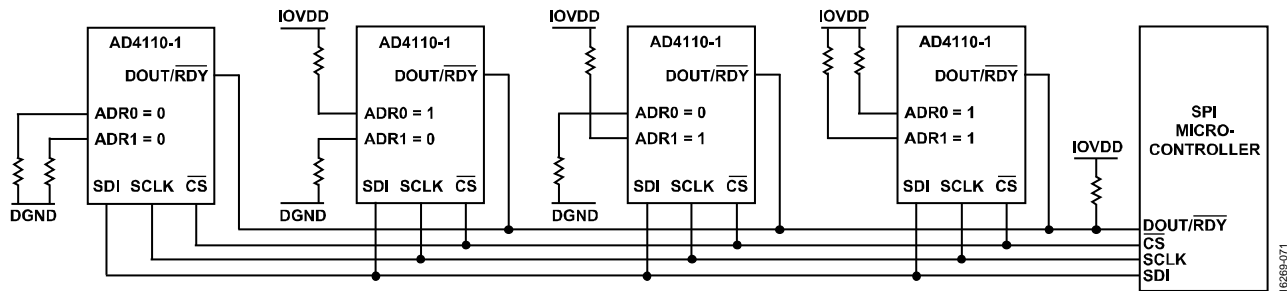 AD4110-1
DOUT/RDY
ADR0 = 0
ADR1 = 0
SDI SCLK CS
DGND
IOVDD
AD4110-1
DOUT/RDY
ADR0 = 1
ADR1 = 0
SDI SCLK CS
DGND
IOVDD
AD4110-1
DOUT/RDY
ADR0 = 0
ADR1 = 1
SDI SCLK CS
DGND
IOVDD
AD4110-1
DOUT/RDY
ADR0 = 1
ADR1 = 1
SDI SCLK CS
IOVDD
SPI
MICRO-
CONTROLLER
DOUT/RDY
CS
SCLK
SDI
16269-071